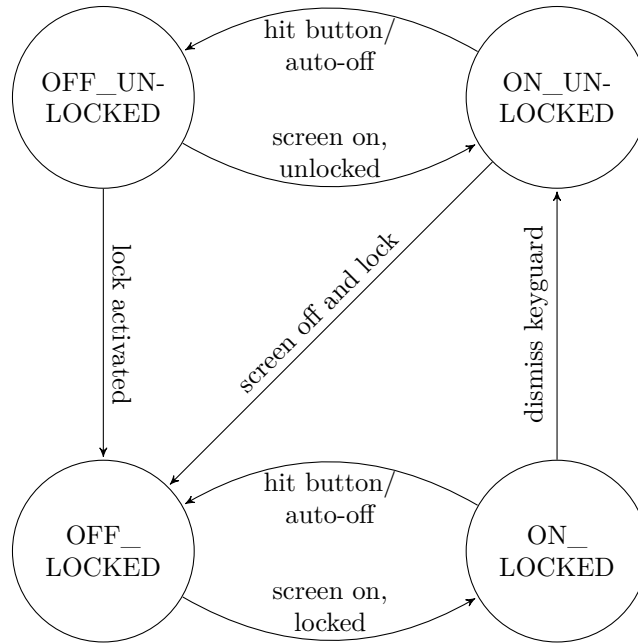 hit button/
auto-off
OFF_UN-
LOCKED
ON_UN-
LOCKED
screen on,
unlocked
lock activated
screen off and lock
dismiss keyguard
hit button/
auto-off
OFF_
LOCKED
ON_
LOCKED
screen on,
locked